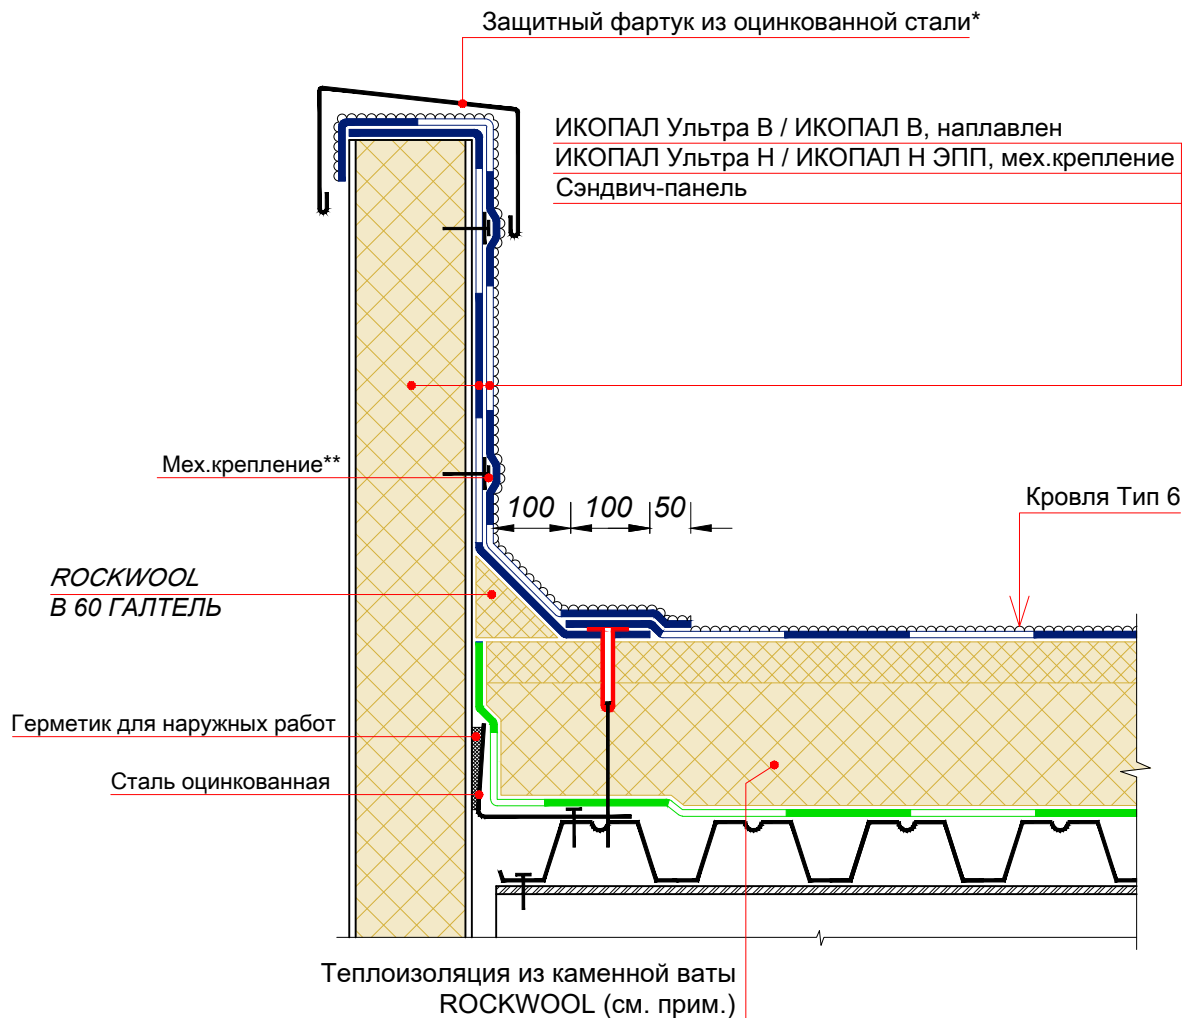 Защитный фартук из оцинкованной стали*
ИКОПАЛ Ультра В / ИКОПАЛ В, наплавлен
ИКОПАЛ Ультра Н / ИКОПАЛ Н ЭПП, мех.крепление
Сэндвич-панель
Мех.крепление**
100 100 50
Кровля Тип 6
ROCKWOOL
В 60 ГАЛТЕЛЬ
Герметик для наружных работ
Сталь оцинкованная
Теплоизоляция из каменной ваты
ROCKWOOL (см. прим.)